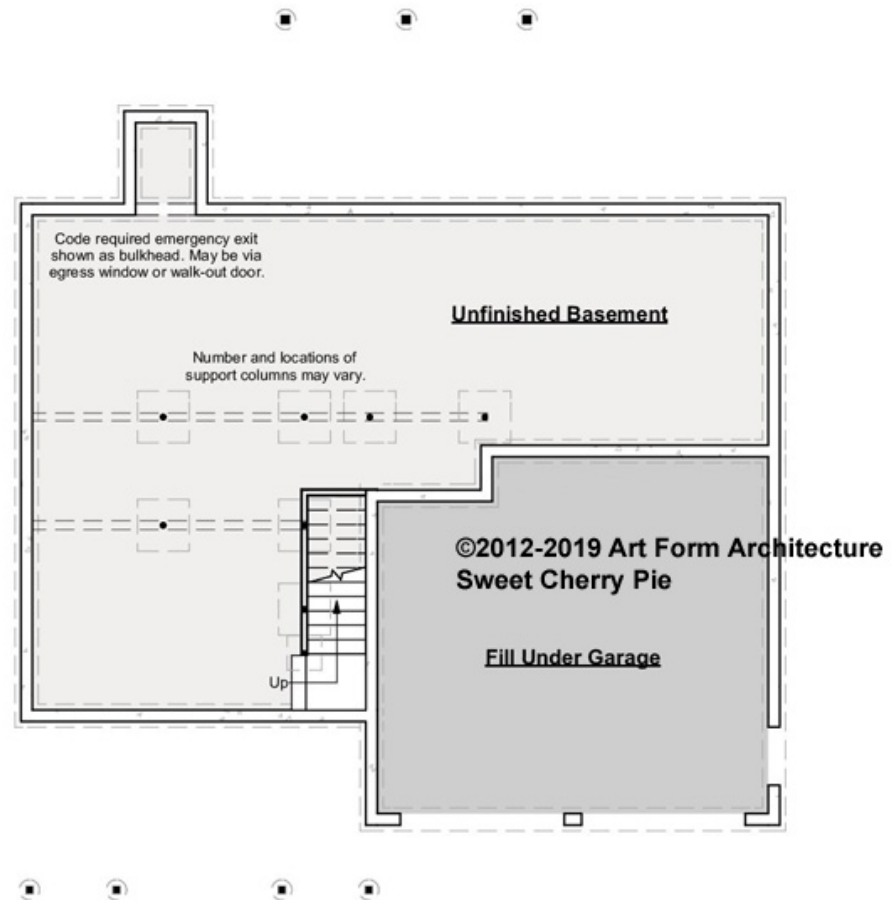 Code required emergency exit
shown as bulkhead. May be via
egress window or walk-out door.
Unfinished Basement
Number and locations of
support columns may vary.
©2012-2019 Art Form Architecture
Sweet Cherry Pie
Fill Under Garage
Up